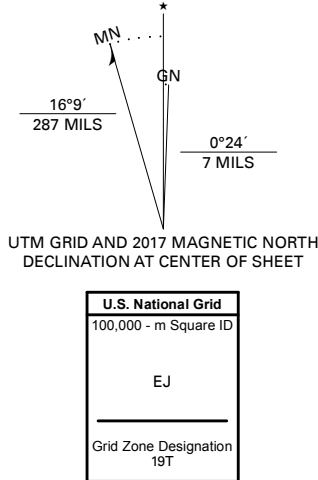 ★
MN
GN
16°9´
287 MILS
0°24´
7 MILS
UTM GRID AND 2017 MAGNETIC NORTH
DECLINATION AT CENTER OF SHEET
U.S. National Grid
100,000 - m Square ID
EJ
Grid Zone Designation
19T